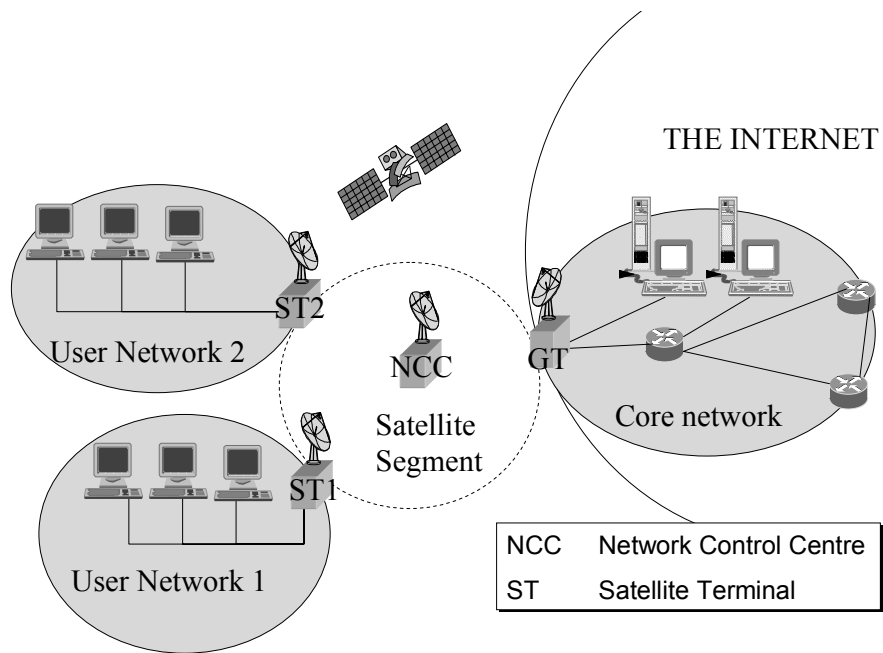 THE INTERNET
ST2
User Network 2
NCC
GT
Satellite
Segment
Core network
ST1
User Network 1
NCC Network Control Centre
ST Satellite Terminal